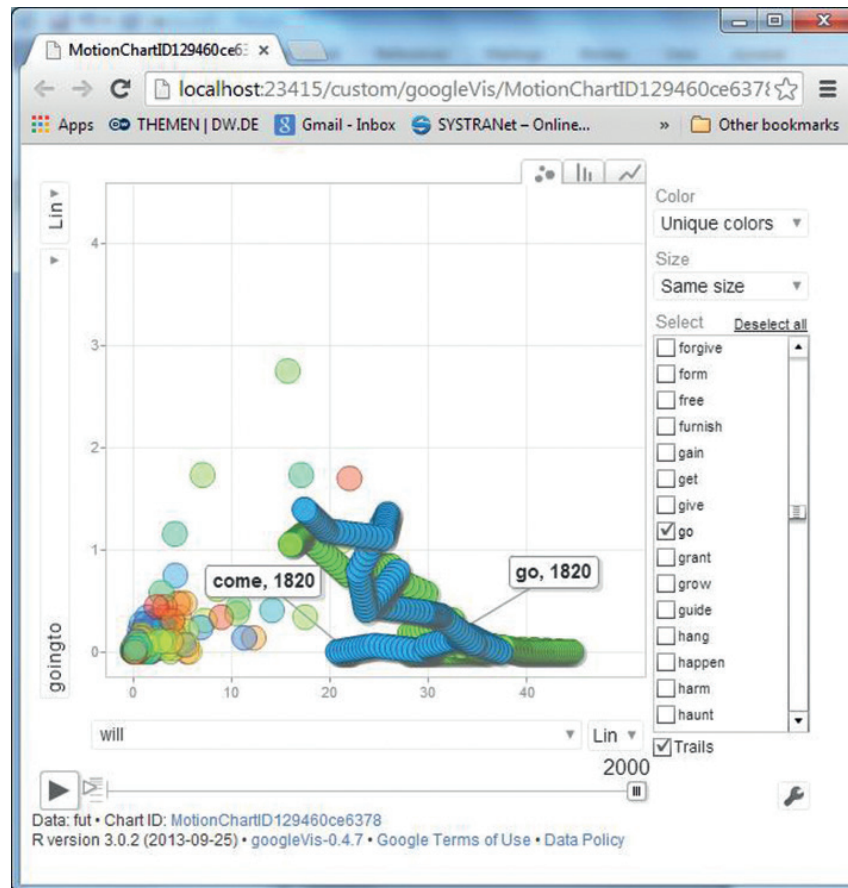 MotionChartID129460ce63
localhost:23415/custom/googleVis/MotionChartID129460ce6378
Apps THEMEN | DW.DE Gmail - Inbox SYSTRANet – Online... » Other bookmarks
Lin
4
3
2
1
0
goingto
come, 1820
go, 1820
0 10 20 30 40
will Lin
2000
Color
Unique colors
Size
Same size
Select Deselect all
forgive
form
free
furnish
gain
get
give
go
grant
grow
guide
hang
happen
harm
haunt
Trails
Data: fut • Chart ID: MotionChartID129460ce6378
R version 3.0.2 (2013-09-25) • googleVis-0.4.7 • Google Terms of Use • Data Policy